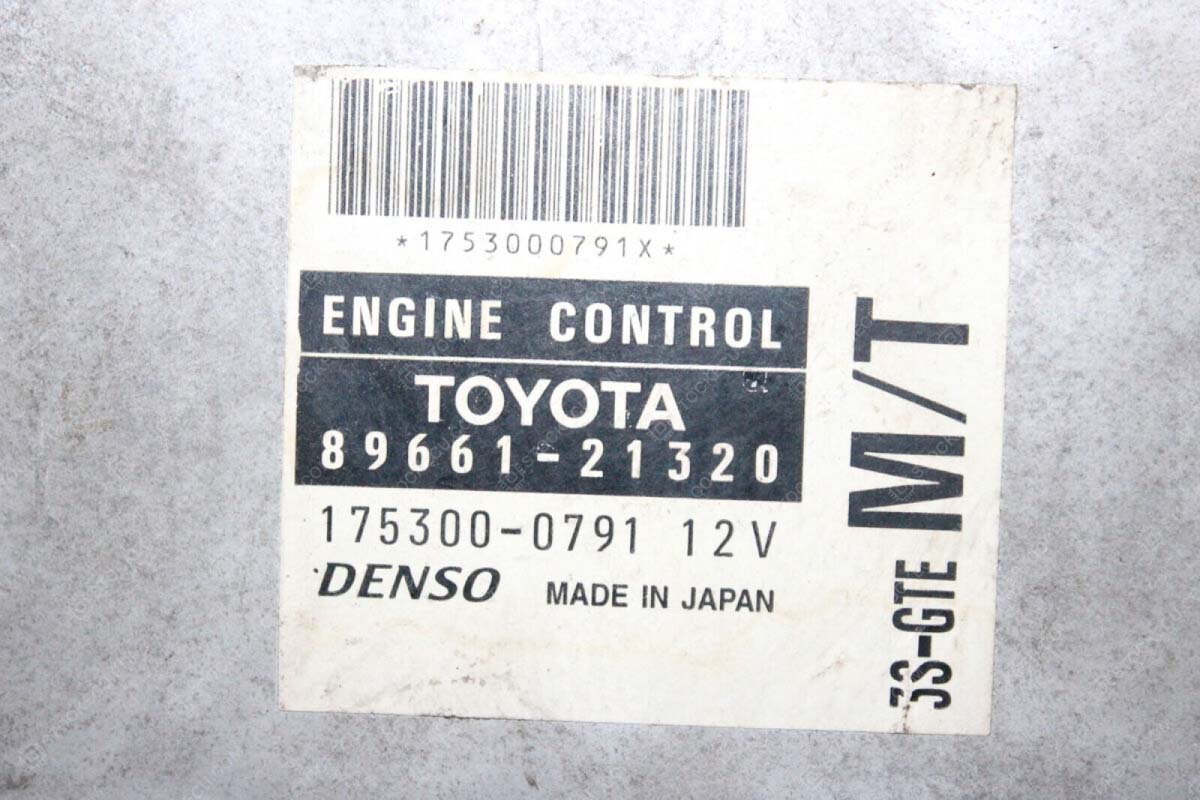 *1753000791X*
ENGINE CONTROL
TOYOTA
89661-21320
175300-0791 12V
DENSO MADE IN JAPAN
M/T
3S-GTE